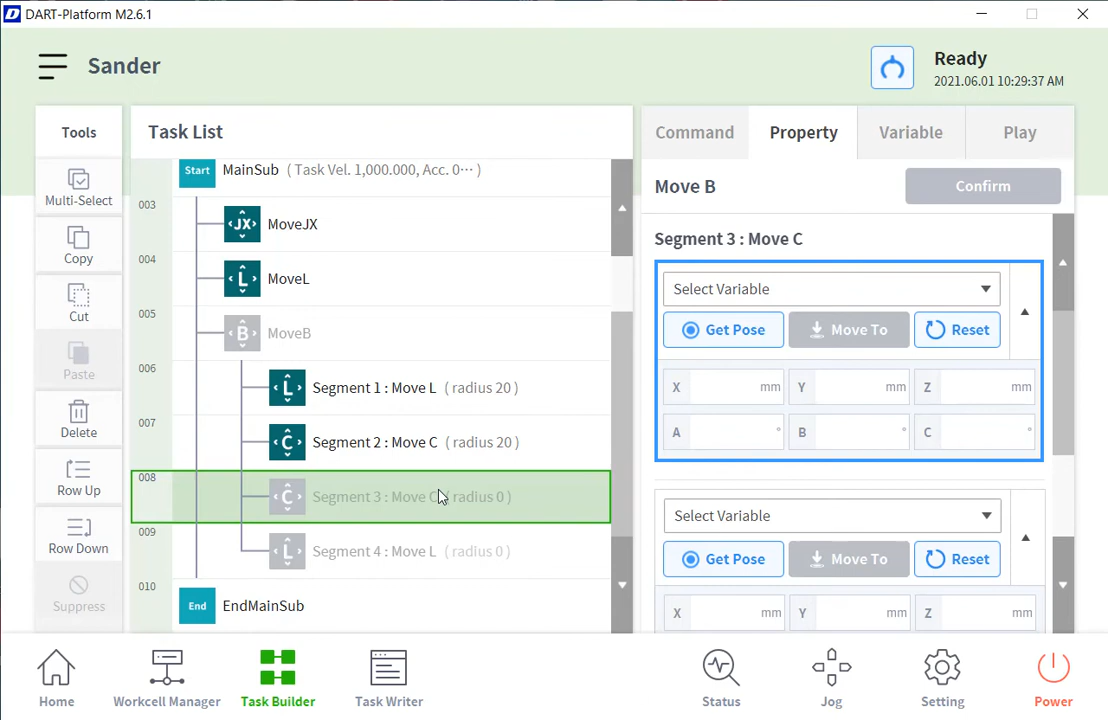 DART-Platform M2.6.1
Sander
Ready
2021.06.01 10:29:37 AM
Tools
Multi-Select
Copy
Cut
Paste
Delete
Row Up
Row Down
Suppress
Task List
Start MainSub ( Task Vel. 1,000.000, Acc. 0··· )
003 JX MoveJX
004 L MoveL
005 B MoveB
006 L Segment 1 : Move L ( radius 20 )
007 C Segment 2 : Move C ( radius 20 )
008 C Segment 3 : Move C ( radius 0 )
009 L Segment 4 : Move L ( radius 0 )
010 End EndMainSub
Command Property Variable Play
Move B Confirm
Segment 3 : Move C
Select Variable
Get Pose Move To Reset
X mm Y mm Z mm
A ° B ° C °
Select Variable
Get Pose Move To Reset
X mm Y mm Z mm
Home Workcell Manager Task Builder Task Writer Status Jog Setting Power